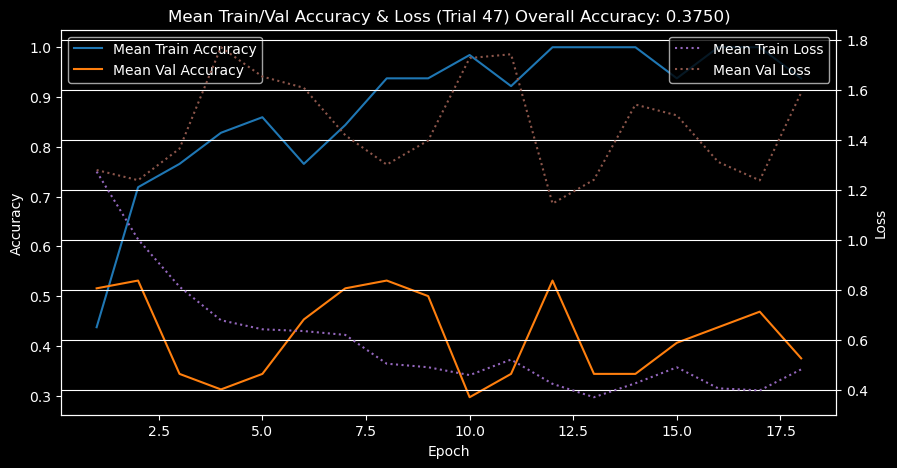 Mean Train/Val Accuracy & Loss (Trial 47) Overall Accuracy: 0.3750)
Mean Train Accuracy
Mean Val Accuracy
Mean Train Loss
Mean Val Loss
Accuracy
1.0
0.9
0.8
0.7
0.6
0.5
0.4
0.3
1.8
1.6
1.4
1.2
1.0
0.8
0.6
0.4
Loss
2.5 5.0 7.5 10.0 12.5 15.0 17.5
Epoch